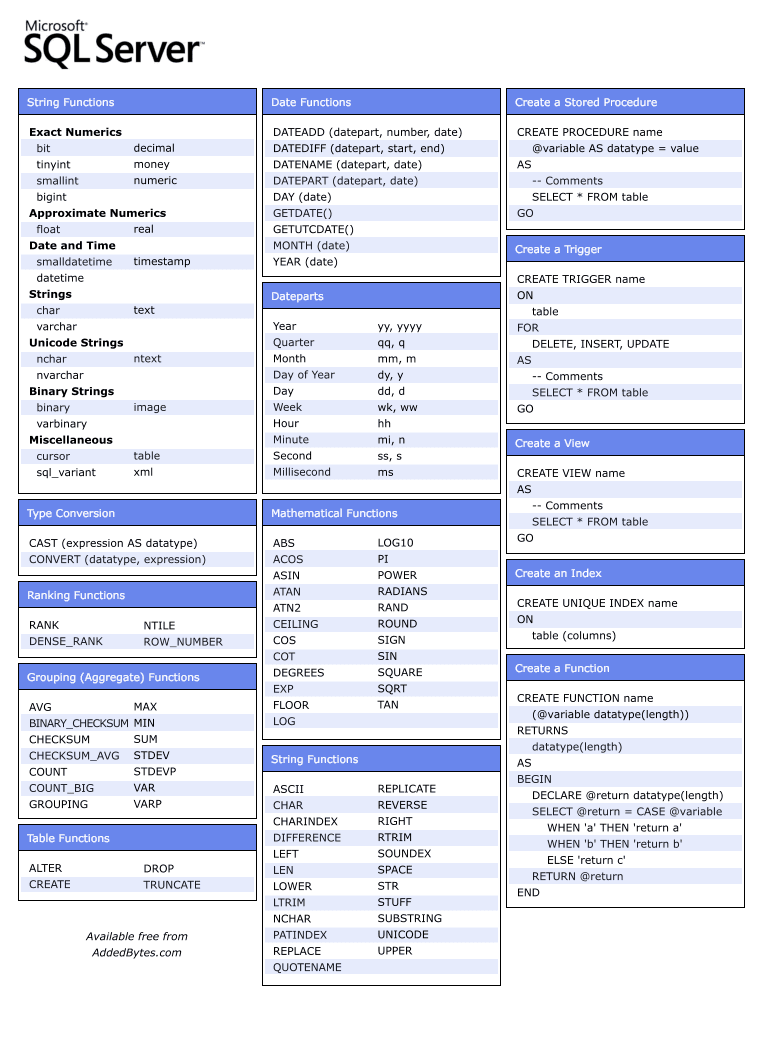 Microsoft®
SQL Server™
String Functions
Exact Numerics
bit decimal
tinyint money
smallint numeric
bigint
Approximate Numerics
float real
Date and Time
smalldatetime timestamp
datetime
Strings
char text
varchar
Unicode Strings
nchar ntext
nvarchar
Binary Strings
binary image
varbinary
Miscellaneous
cursor table
sql_variant xml
Type Conversion
CAST (expression AS datatype)
CONVERT (datatype, expression)
Ranking Functions
RANK NTILE
DENSE_RANK ROW_NUMBER
Grouping (Aggregate) Functions
AVG MAX
BINARY_CHECKSUM MIN
CHECKSUM SUM
CHECKSUM_AVG STDEV
COUNT STDEVP
COUNT_BIG VAR
GROUPING VARP
Table Functions
ALTER DROP
CREATE TRUNCATE
Available free from
AddedBytes.com
Date Functions
DATEADD (datepart, number, date)
DATEDIFF (datepart, start, end)
DATENAME (datepart, date)
DATEPART (datepart, date)
DAY (date)
GETDATE()
GETUTCDATE()
MONTH (date)
YEAR (date)
Dateparts
Year yy, yyyy
Quarter qq, q
Month mm, m
Day of Year dy, y
Day dd, d
Week wk, ww
Hour hh
Minute mi, n
Second ss, s
Millisecond ms
Mathematical Functions
ABS LOG10
ACOS PI
ASIN POWER
ATAN RADIANS
ATN2 RAND
CEILING ROUND
COS SIGN
COT SIN
DEGREES SQUARE
EXP SQRT
FLOOR TAN
LOG
String Functions
ASCII REPLICATE
CHAR REVERSE
CHARINDEX RIGHT
DIFFERENCE RTRIM
LEFT SOUNDEX
LEN SPACE
LOWER STR
LTRIM STUFF
NCHAR SUBSTRING
PATINDEX UNICODE
REPLACE UPPER
QUOTENAME
Create a Stored Procedure
CREATE PROCEDURE name
@variable AS datatype = value
AS
-- Comments
SELECT * FROM table
GO
Create a Trigger
CREATE TRIGGER name
ON
table
FOR
DELETE, INSERT, UPDATE
AS
-- Comments
SELECT * FROM table
GO
Create a View
CREATE VIEW name
AS
-- Comments
SELECT * FROM table
GO
Create an Index
CREATE UNIQUE INDEX name
ON
table (columns)
Create a Function
CREATE FUNCTION name
(@variable datatype(length))
RETURNS
datatype(length)
AS
BEGIN
DECLARE @return datatype(length)
SELECT @return = CASE @variable
WHEN 'a' THEN 'return a'
WHEN 'b' THEN 'return b'
ELSE 'return c'
RETURN @return
END